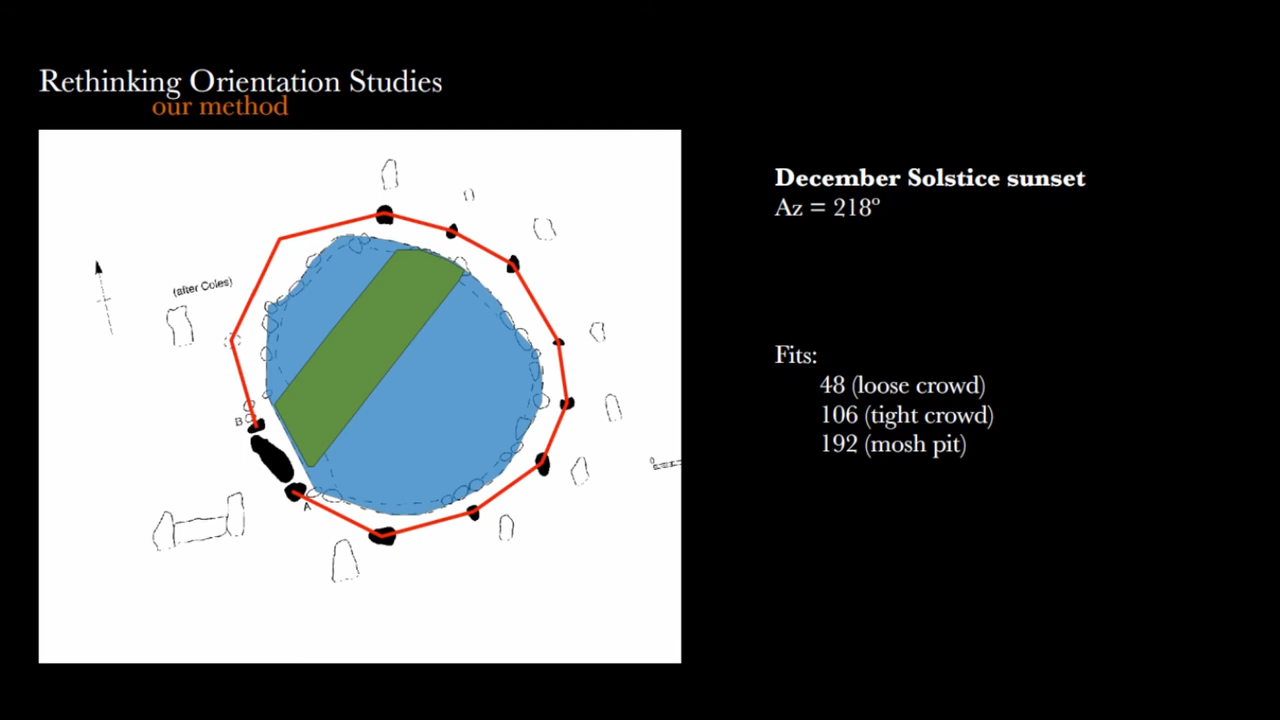 Rethinking Orientation Studies
our method
(after Coles)
B
A
December Solstice sunset
Az = 218º
Fits:
48 (loose crowd)
106 (tight crowd)
192 (mosh pit)